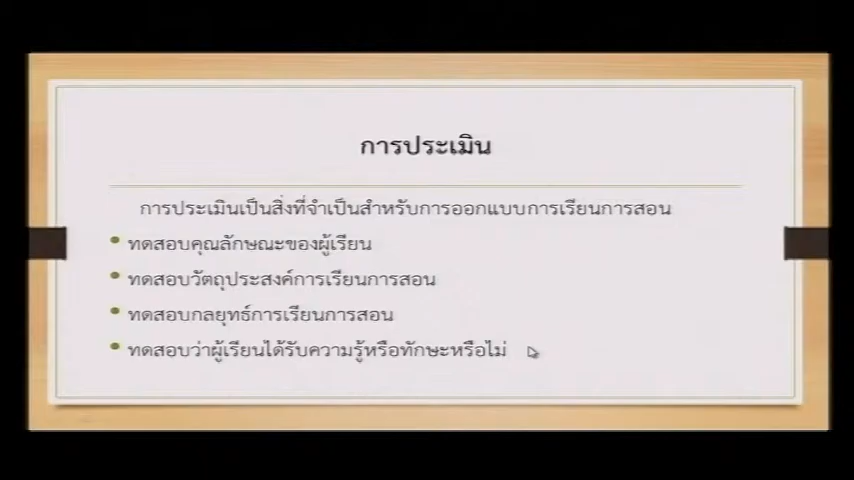 การประเมิน
การประเมินเป็นสิ่งที่จำเป็นสำหรับการออกแบบการเรียนการสอน
ทดสอบคุณลักษณะของผู้เรียน
ทดสอบวัตถุประสงค์การเรียนการสอน
ทดสอบกลยุทธ์การเรียนการสอน
ทดสอบว่าผู้เรียนได้รับความรู้หรือทักษะหรือไม่